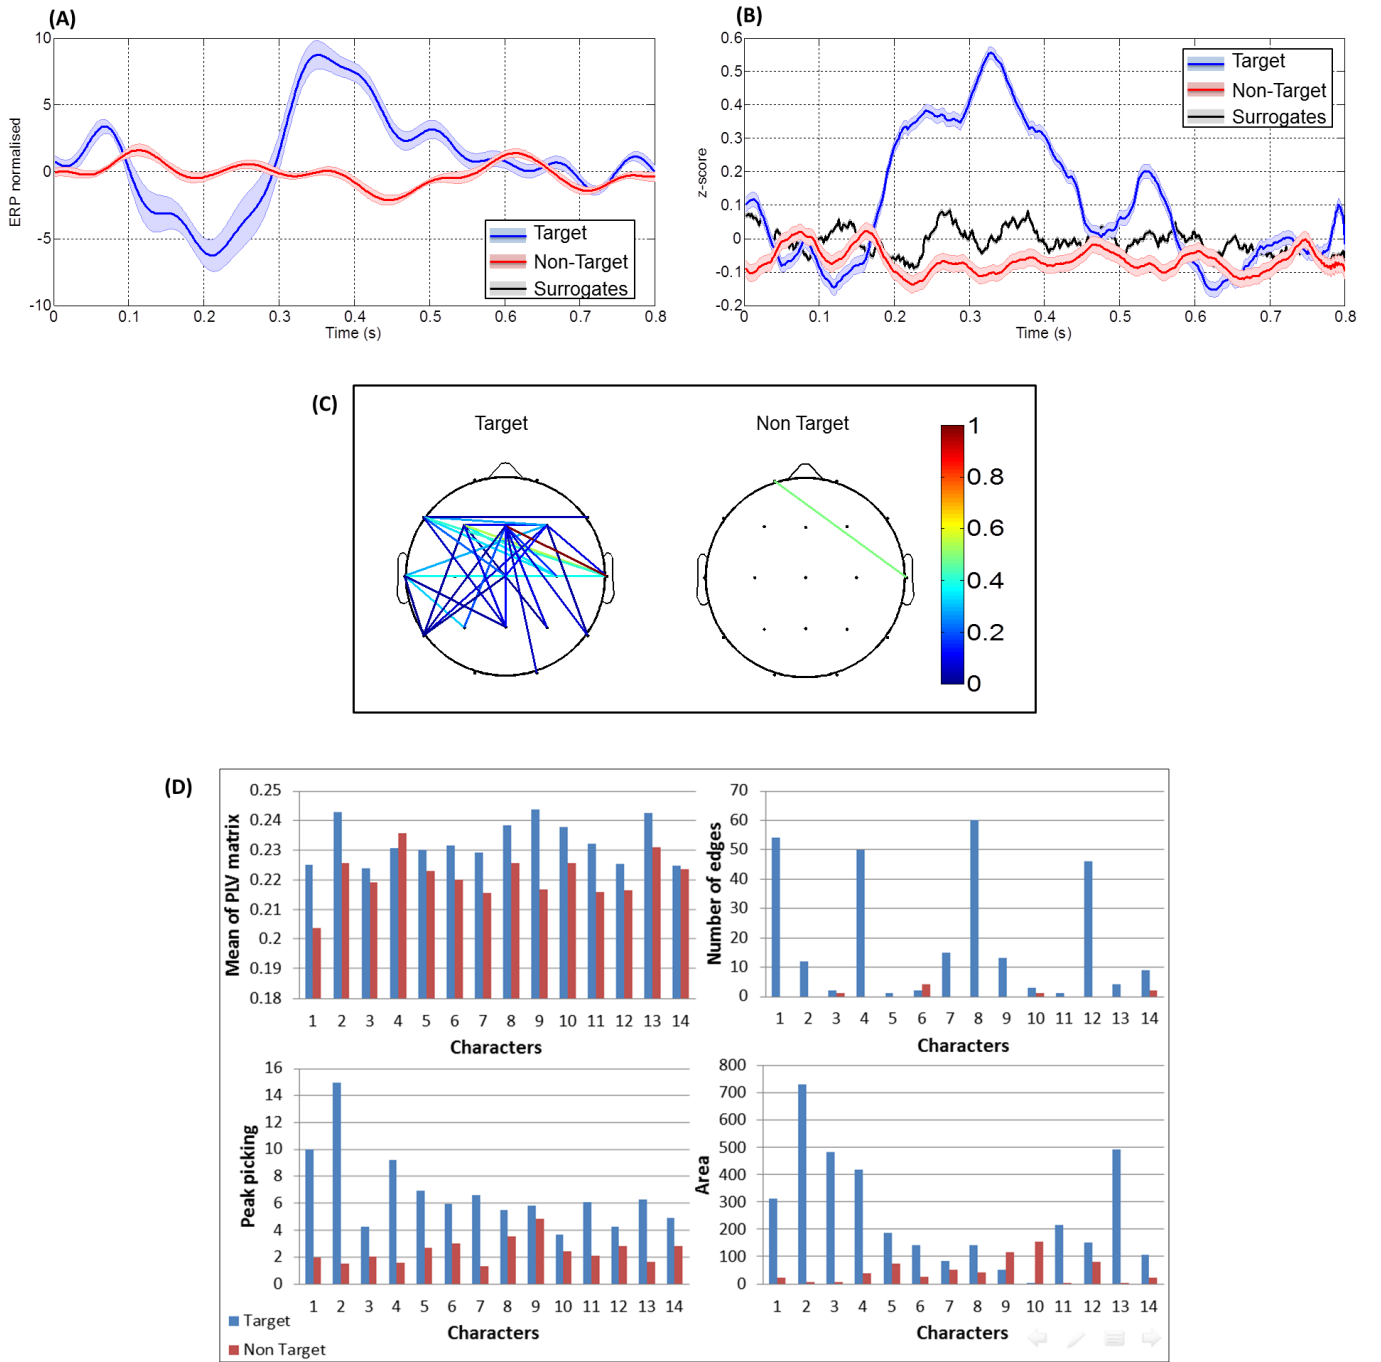 (A)
ERP normalised
10
5
0
-5
-10
0 0.1 0.2 0.3 0.4 0.5 0.6 0.7 0.8
Time (s)
Target
Non-Target
Surrogates
(B)
z-score
0.6
0.5
0.4
0.3
0.2
0.1
0
-0.1
-0.2
0 0.1 0.2 0.3 0.4 0.5 0.6 0.7 0.8
Time (s)
Target
Non-Target
Surrogates
(C)
Target
Non Target
1
0.8
0.6
0.4
0.2
0
(D)
Mean of PLV matrix
0.25
0.24
0.23
0.22
0.21
0.2
0.19
0.18
1 2 3 4 5 6 7 8 9 10 11 12 13 14
Characters
Number of edges
70
60
50
40
30
20
10
0
1 2 3 4 5 6 7 8 9 10 11 12 13 14
Characters
Peak picking
16
14
12
10
8
6
4
2
0
1 2 3 4 5 6 7 8 9 10 11 12 13 14
Characters
Target
Non Target
Area
800
700
600
500
400
300
200
100
0
1 2 3 4 5 6 7 8 9 10 11 12 13 14
Characters